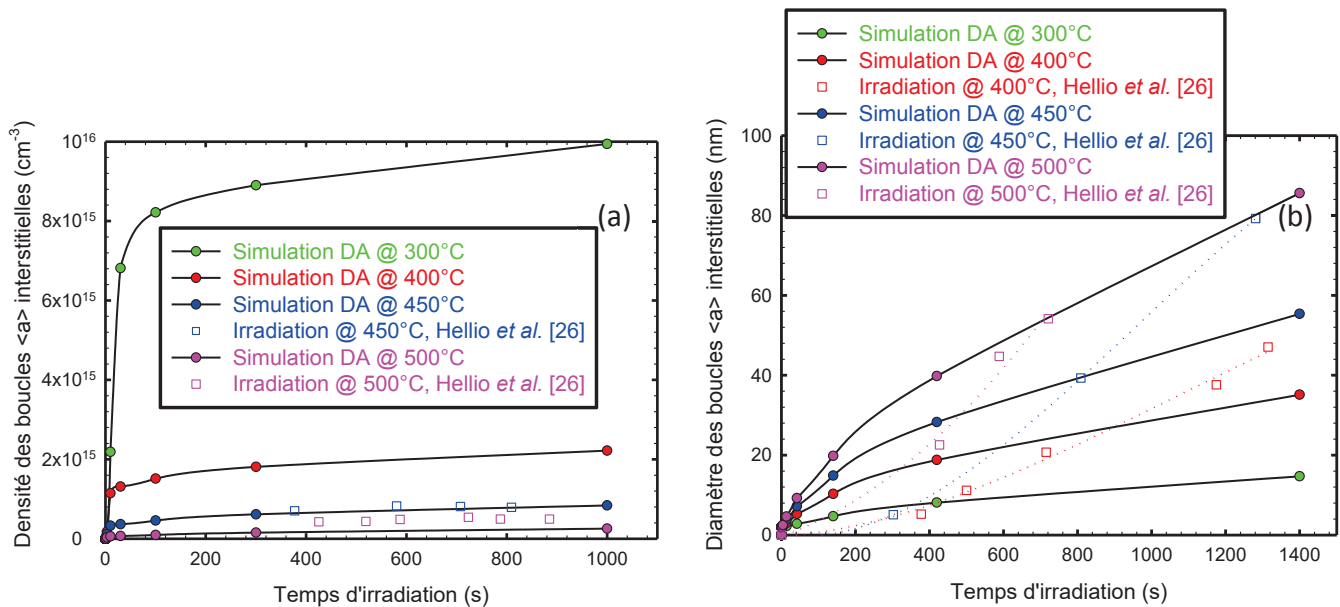 Densité des boucles <a> interstitielles (cm-3)
10^16
8x10^15
6x10^15
4x10^15
2x10^15
0
0
200
400
600
800
1000
Temps d'irradiation (s)
(a)
Simulation DA @ 300°C
Simulation DA @ 400°C
Simulation DA @ 450°C
Irradiation @ 450°C, Hellio et al. [26]
Simulation DA @ 500°C
Irradiation @ 500°C, Hellio et al. [26]
Simulation DA @ 300°C
Simulation DA @ 400°C
Irradiation @ 400°C, Hellio et al. [26]
Simulation DA @ 450°C
Irradiation @ 450°C, Hellio et al. [26]
Simulation DA @ 500°C
Irradiation @ 500°C, Hellio et al. [26]
(b)
Diamètre des boucles <a> interstitielles (nm)
100
80
60
40
20
0
0
200
400
600
800
1000
1200
1400
Temps d'irradiation (s)